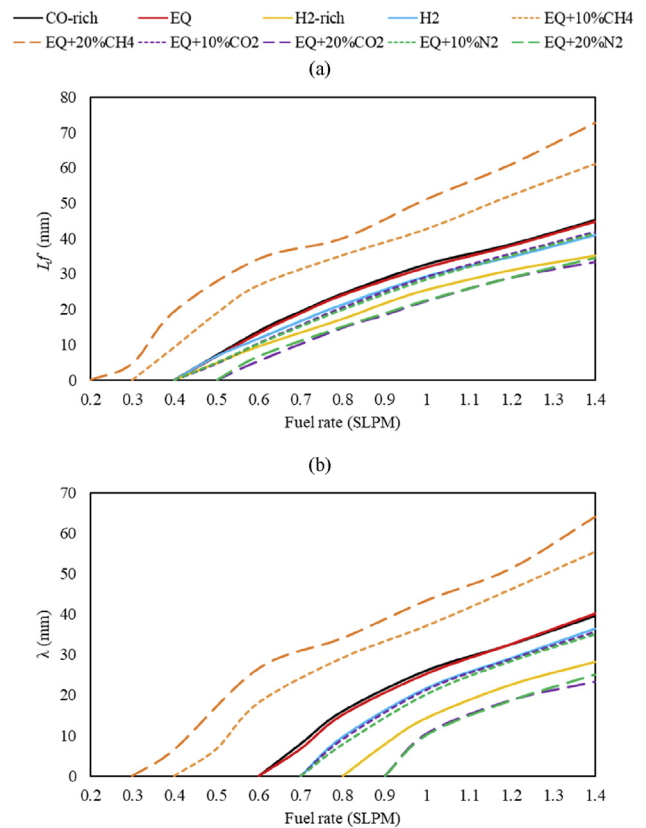 CO-rich EQ H2-rich H2 EQ+10%CH4
EQ+20%CH4 EQ+10%CO2 EQ+20%CO2 EQ+10%N2 EQ+20%N2
(a)
80
70
60
50
40
30
20
10
0
Lf (mm)
0.2 0.3 0.4 0.5 0.6 0.7 0.8 0.9 1 1.1 1.2 1.3 1.4
Fuel rate (SLPM)
(b)
70
60
50
40
30
20
10
0
λ (mm)
0.2 0.3 0.4 0.5 0.6 0.7 0.8 0.9 1 1.1 1.2 1.3 1.4
Fuel rate (SLPM)